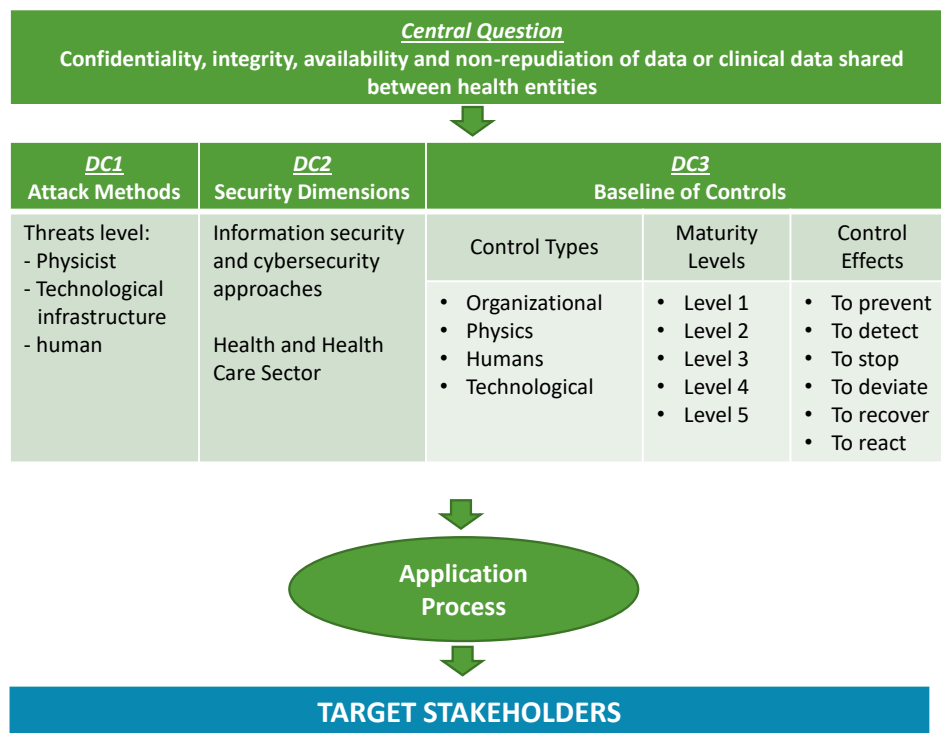 Central Question
Confidentiality, integrity, availability and non-repudiation of data or clinical data shared
between health entities
DC1
Attack Methods
DC2
Security Dimensions
DC3
Baseline of Controls
Threats level:
- Physicist
- Technological
infrastructure
- human
Information security
and cybersecurity
approaches
Health and Health
Care Sector
Control Types
Maturity
Levels
Control
Effects
• Organizational
• Physics
• Humans
• Technological
• Level 1
• Level 2
• Level 3
• Level 4
• Level 5
• To prevent
• To detect
• To stop
• To deviate
• To recover
• To react
Application
Process
TARGET STAKEHOLDERS